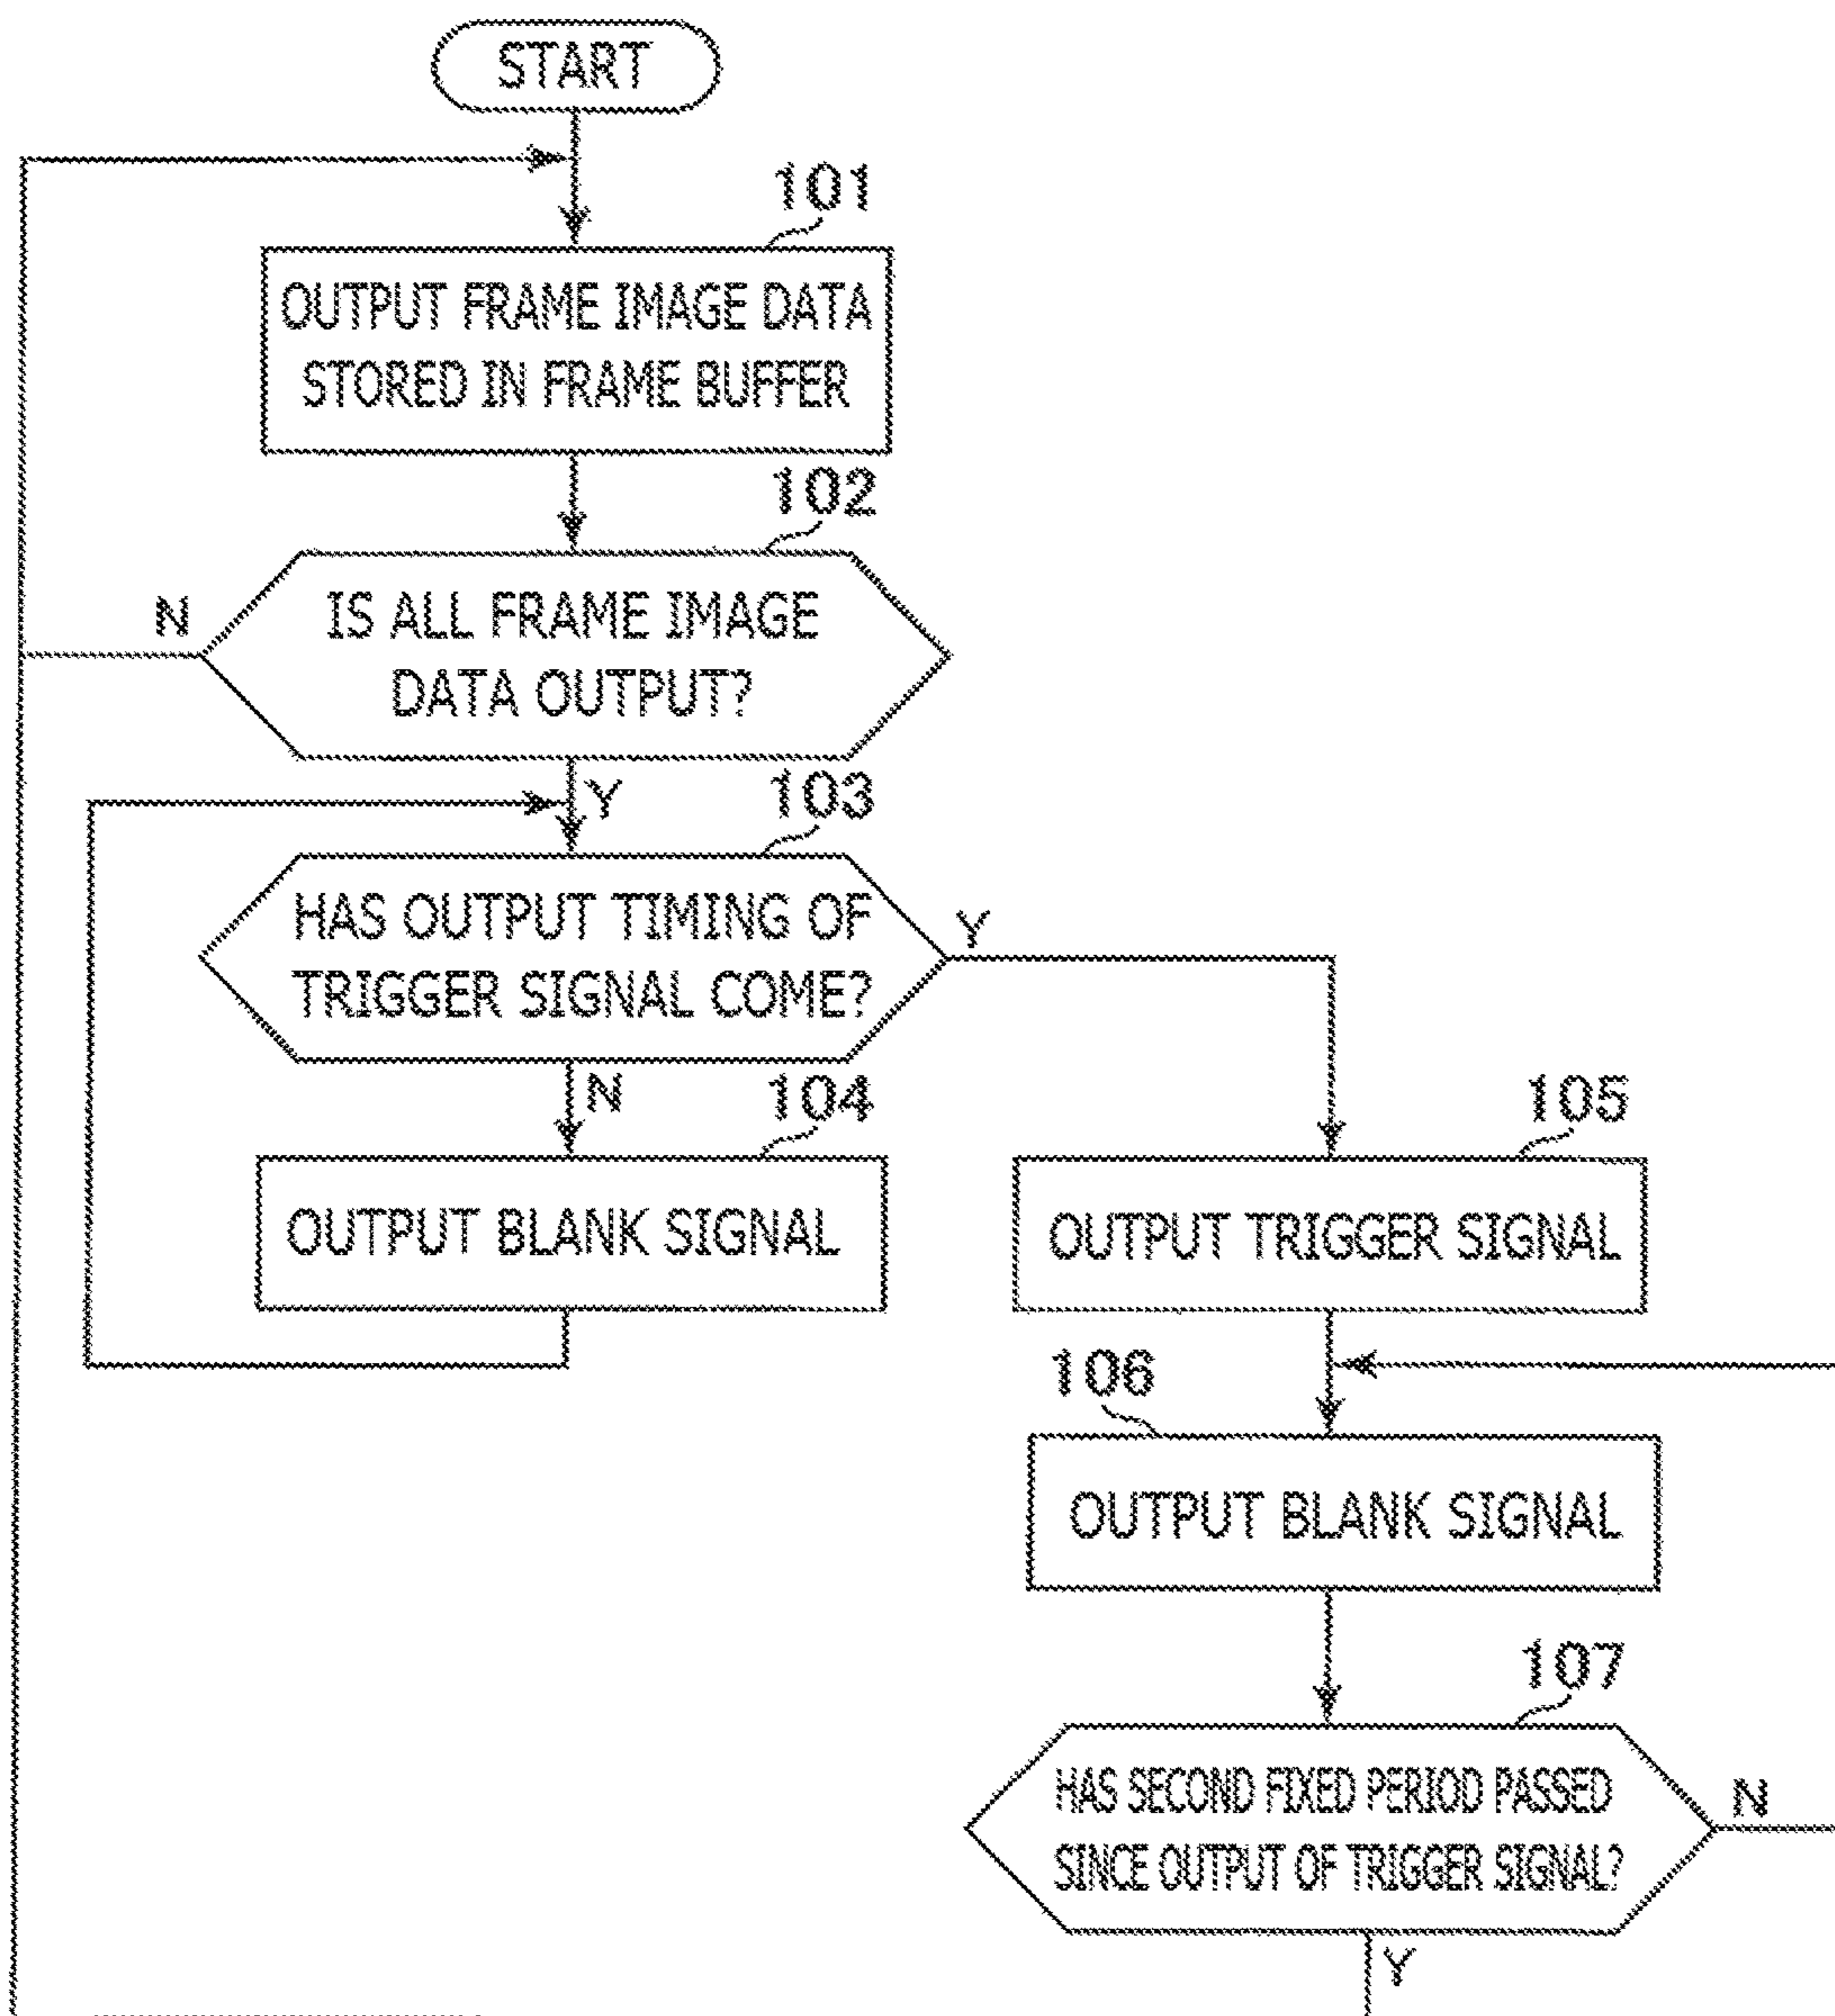 START
101
OUTPUT FRAME IMAGE DATA
STORED IN FRAME BUFFER
102
IS ALL FRAME IMAGE
DATA OUTPUT?
N
Y
103
HAS OUTPUT TIMING OF
TRIGGER SIGNAL COME?
Y
N
104
OUTPUT BLANK SIGNAL
105
OUTPUT TRIGGER SIGNAL
106
OUTPUT BLANK SIGNAL
107
HAS SECOND FIXED PERIOD PASSED
SINCE OUTPUT OF TRIGGER SIGNAL?
N
Y